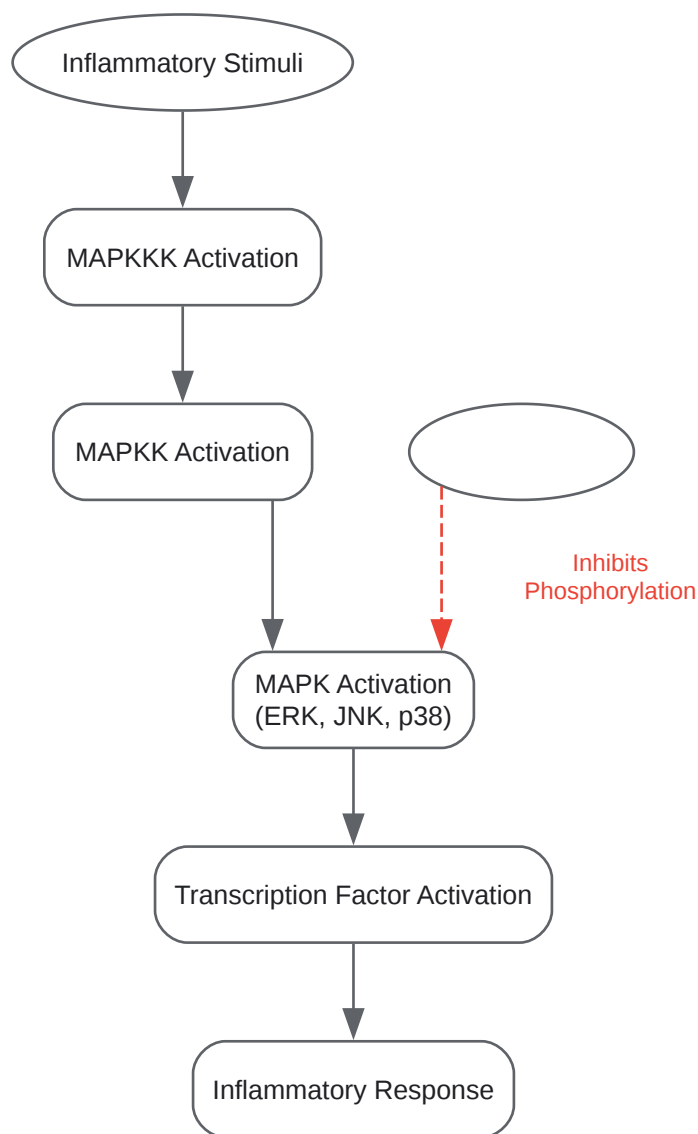 Inflammatory Stimuli
MAPKKK Activation
MAPKK Activation
Inhibits
Phosphorylation
MAPK Activation
(ERK, JNK, p38)
Transcription Factor Activation
Inflammatory Response